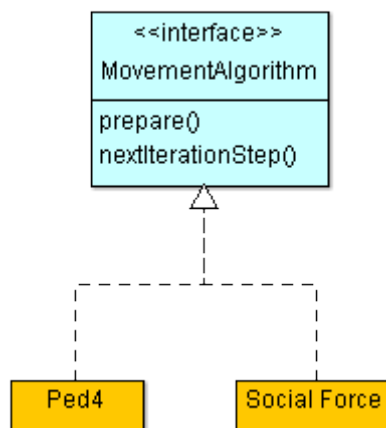 <<interface>>
MovementAlgorithm
prepare()
nextIterationStep()
Ped4
Social Force